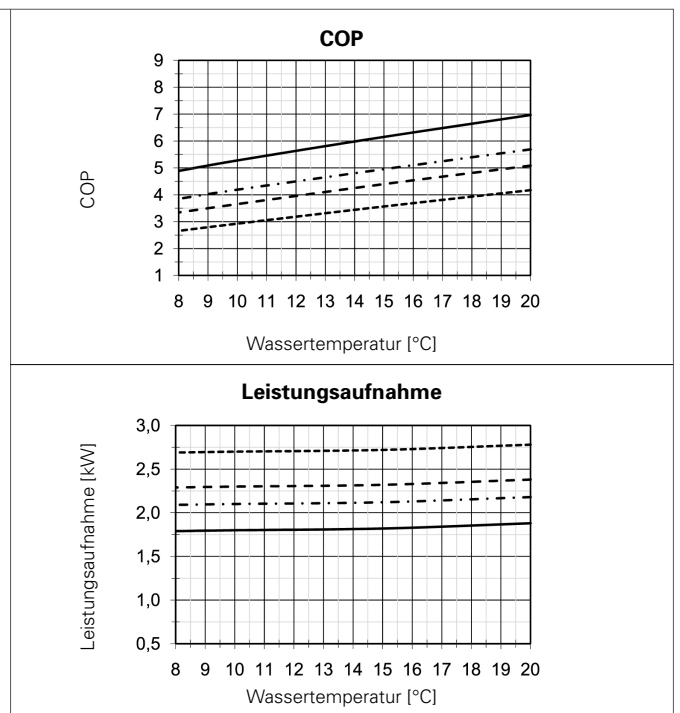 COP
9
8
7
6
5
4
3
2
1
COP
8 9 10 11 12 13 14 15 16 17 18 19 20
Wassertemperatur [°C]
Leistungsaufnahme
3,0
2,5
2,0
1,5
1,0
0,5
Leistungsaufnahme [kW]
8 9 10 11 12 13 14 15 16 17 18 19 20
Wassertemperatur [°C]